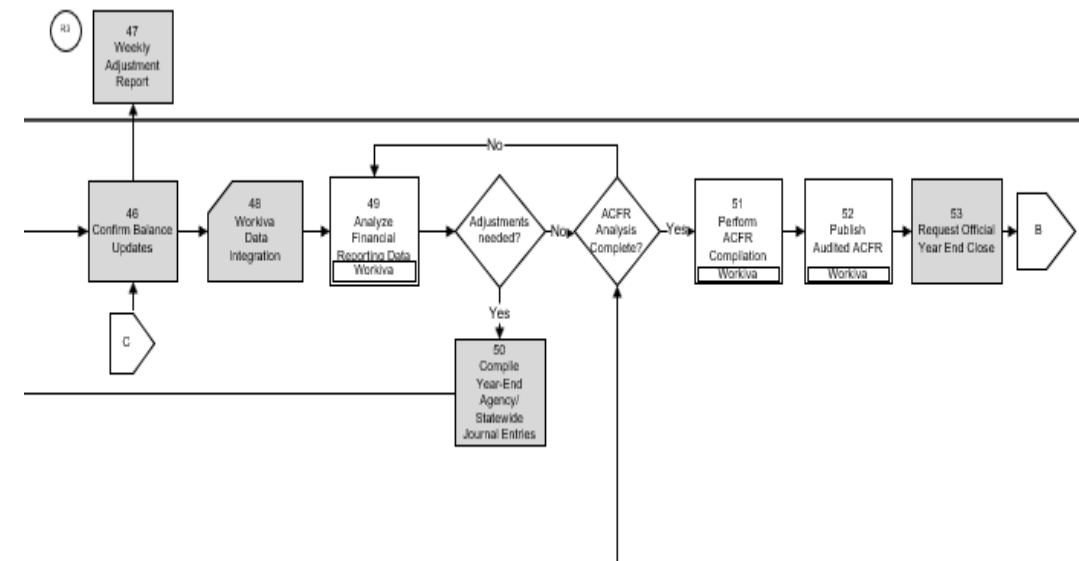 R3
47
Weekly
Adjustment
Report
No
46
Confirm Balance
Updates
48
Workiva
Data
Integration
49
Analyze
Financial
Reporting Data
Workiva
Adjustments
needed?
No
ACFR
Analysis
Complete?
Yes
51
Perform
ACFR
Compilation
Workiva
52
Publish
Audited ACFR
Workiva
53
Request Official
Year End Close
B
Yes
C
50
Compile
Year-End
Agency/
Statewide
Journal Entries